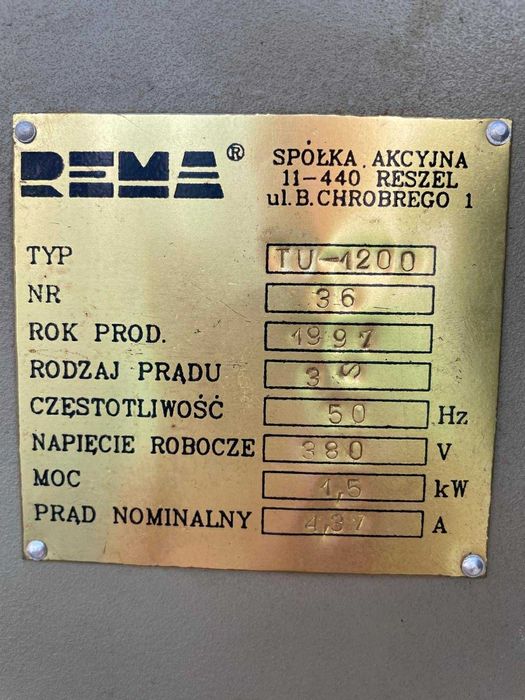 REMA®
SPÓŁKA AKCYJNA
11-440 RESZEL
ul.B.CHROBREGO 1
TYP TU-1200
NR 36
ROK PROD. 1997
RODZAJ PRĄDU 3 S
CZĘSTOTLIWOŚĆ 50 Hz
NAPIĘCIE ROBOCZE 380 V
MOC 1,5 kW
PRĄD NOMINALNY 4,37 A